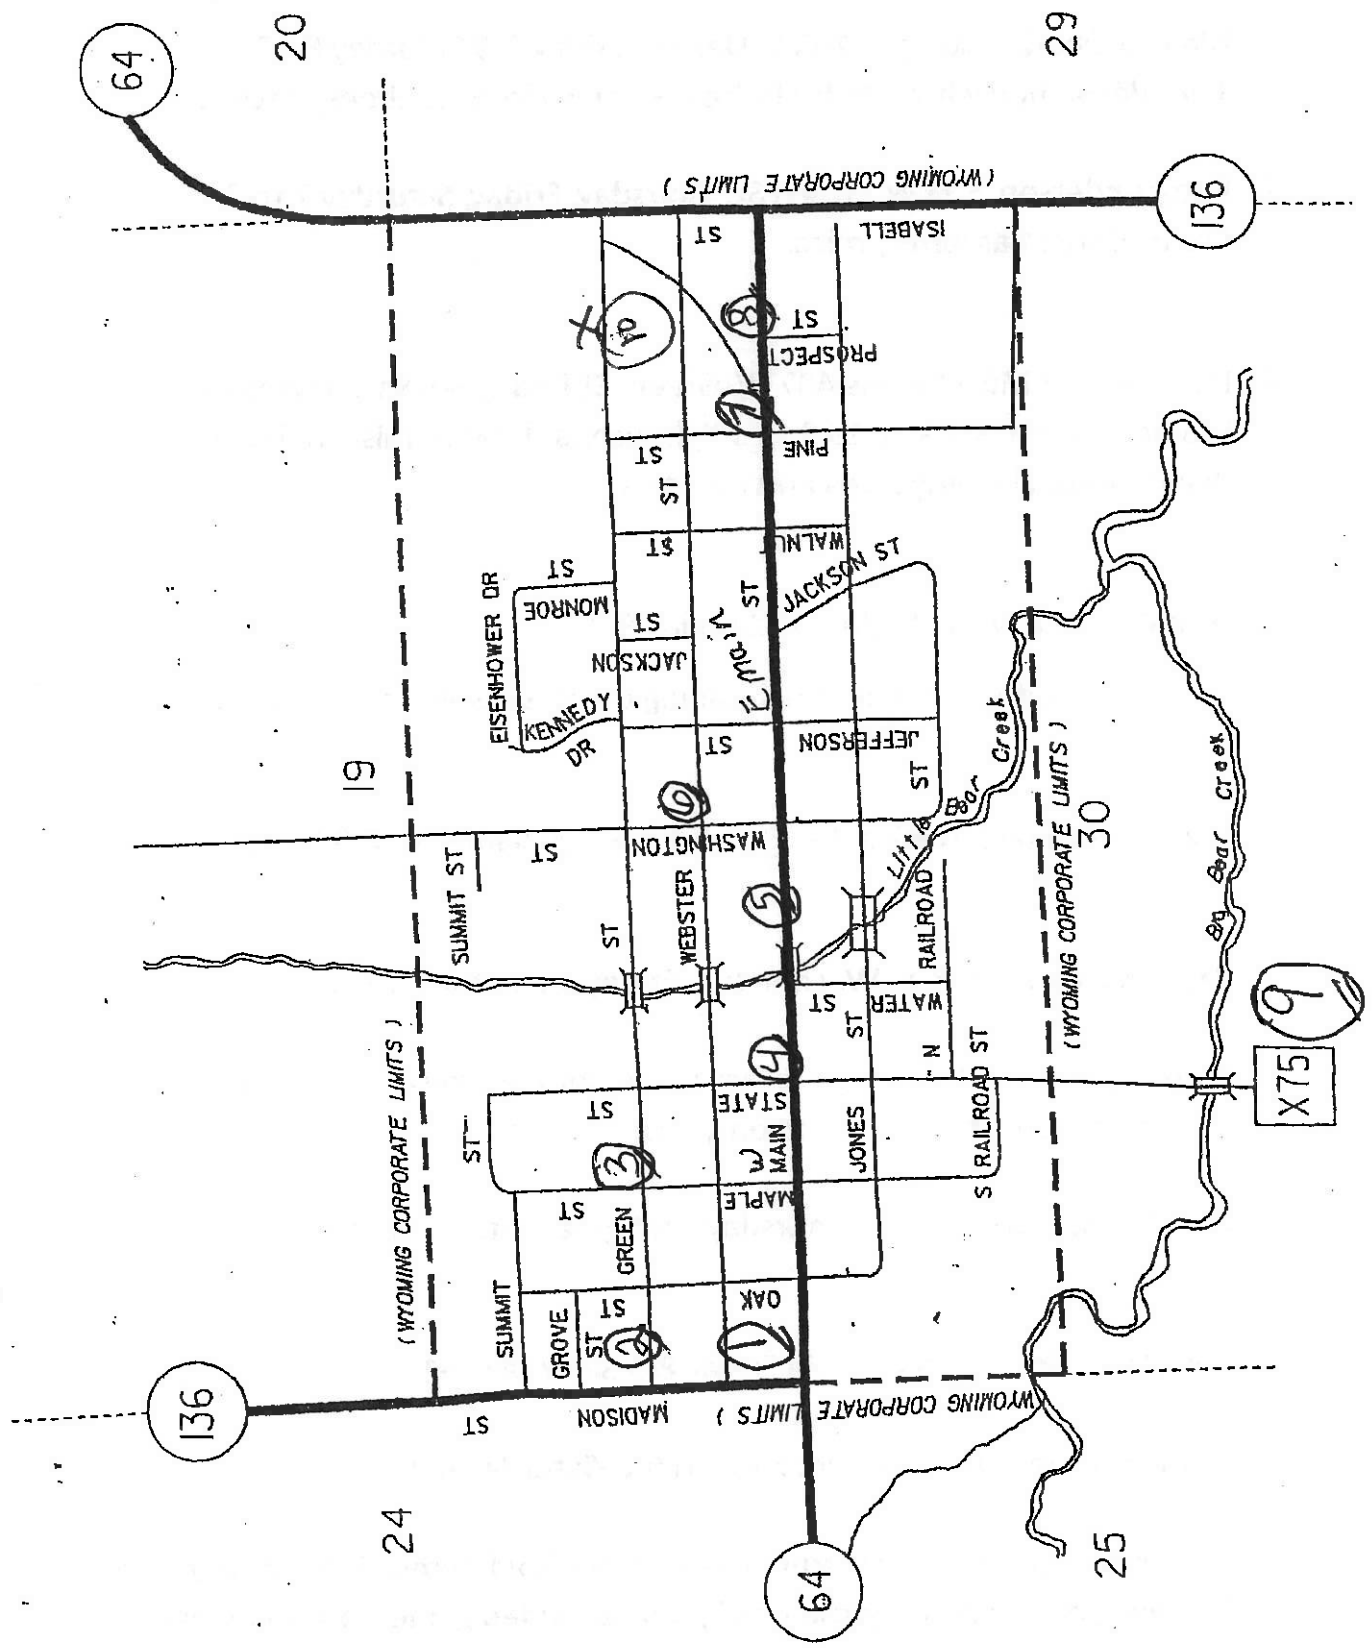 64
20
29
(WYOMING CORPORATE LIMITS)
136
ISABELL
ST
8
ST
PROSPECT
7
ST
PINE
ST
ST
WALNUT
JACKSON ST
EISENHOWER DR
ST
MONROE
ST
JACKSON
E Main
ST
KENNEDY
DR
ST
JEFFERSON
19
6
ST
WASHINGTON
SUMMIT ST
ST
WEBSTER
5
ST
Little Bear Creek
(WYOMING CORPORATE LIMITS)
30
Big Bear Creek
N RAILROAD
ST
WATER
ST
4
ST
STATE
(WYOMING CORPORATE LIMITS)
ST
3
W
MAIN
JONES
S RAILROAD ST
X75
9
ST
MAPLE
GREEN
SUMMIT
GROVE
ST
ST
2
1
OAK
136
ST
MADISON
(WYOMING CORPORATE LIMITS)
24
64
25